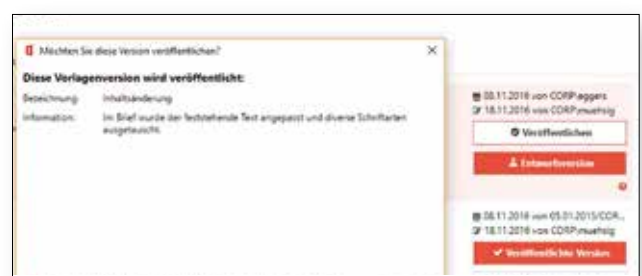 Möchten Sie diese Version veröffentlichen?
Diese Vorlagenversion wird veröffentlicht:
Bezeichnung: Inhaltsänderung
Information: Im Brief wurde der feststehende Text angepasst und diverse Schriftarten
ausgetauscht.
08.11.2016 von CORP\eggers
18.11.2016 von CORP\muehsig
Veröffentlichen
Entwurfsversion
08.11.2016 von 05.01.2015/COR...
18.11.2016 von CORP\muehsig
Veröffentlichte Version